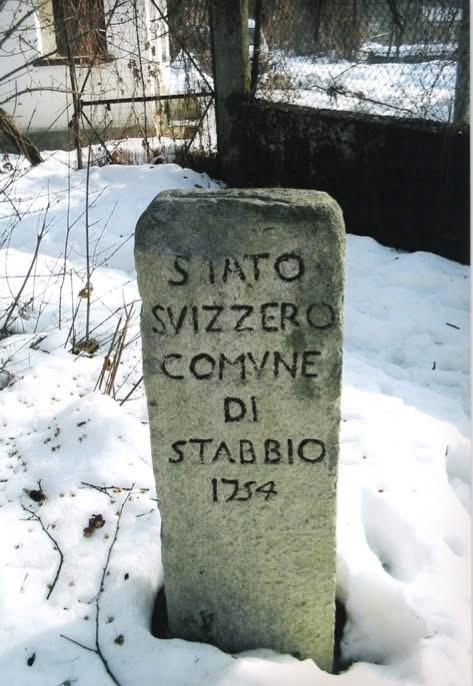 STATO
SVIZZERO
COMVNE
DI
STABBIO
1754